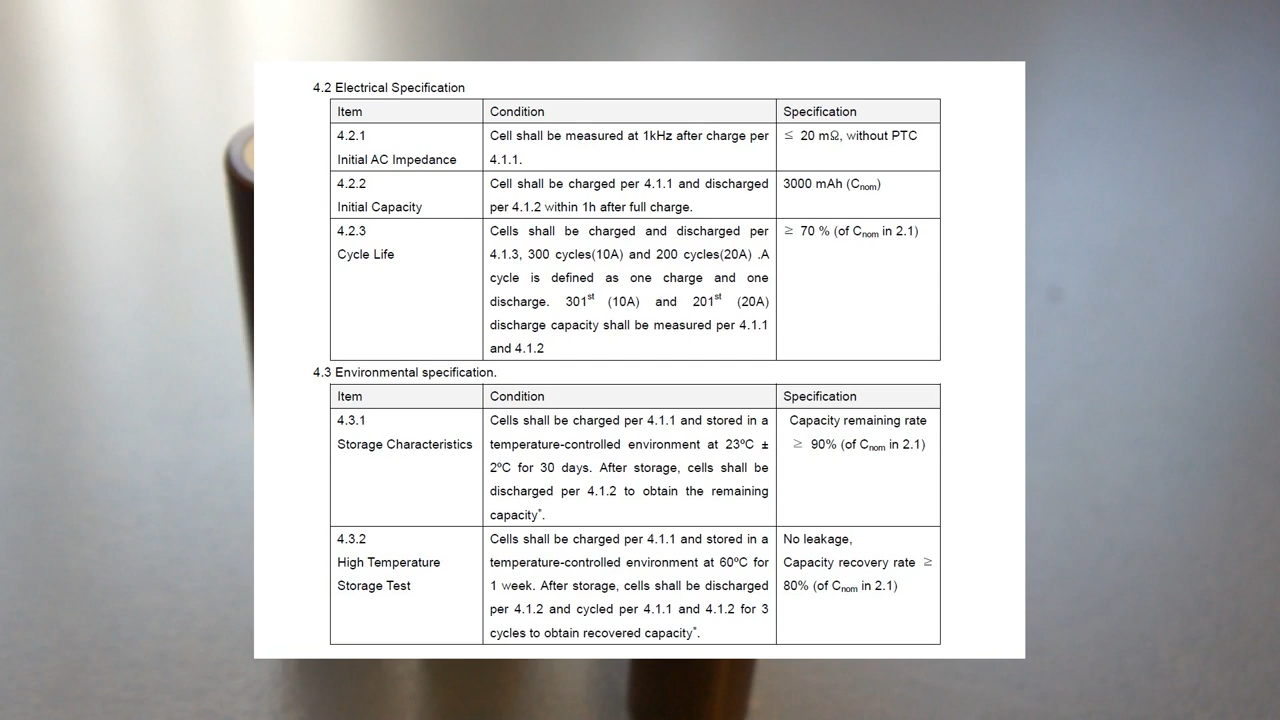 4.2 Electrical Specification
Item Condition Specification
4.2.1
Initial AC Impedance
Cell shall be measured at 1kHz after charge per
4.1.1.
≤ 20 mΩ, without PTC
4.2.2
Initial Capacity
Cell shall be charged per 4.1.1 and discharged
per 4.1.2 within 1h after full charge.
3000 mAh (Cnom)
4.2.3
Cycle Life
Cells shall be charged and discharged per
4.1.3, 300 cycles(10A) and 200 cycles(20A) .A
cycle is defined as one charge and one
discharge. 301st (10A) and 201st (20A)
discharge capacity shall be measured per 4.1.1
and 4.1.2
≥ 70 % (of Cnom in 2.1)
4.3 Environmental specification.
Item Condition Specification
4.3.1
Storage Characteristics
Cells shall be charged per 4.1.1 and stored in a
temperature-controlled environment at 23ºC ±
2ºC for 30 days. After storage, cells shall be
discharged per 4.1.2 to obtain the remaining
capacity*.
Capacity remaining rate
≥ 90% (of Cnom in 2.1)
4.3.2
High Temperature
Storage Test
Cells shall be charged per 4.1.1 and stored in a
temperature-controlled environment at 60ºC for
1 week. After storage, cells shall be discharged
per 4.1.2 and cycled per 4.1.1 and 4.1.2 for 3
cycles to obtain recovered capacity*.
No leakage,
Capacity recovery rate ≥
80% (of Cnom in 2.1)